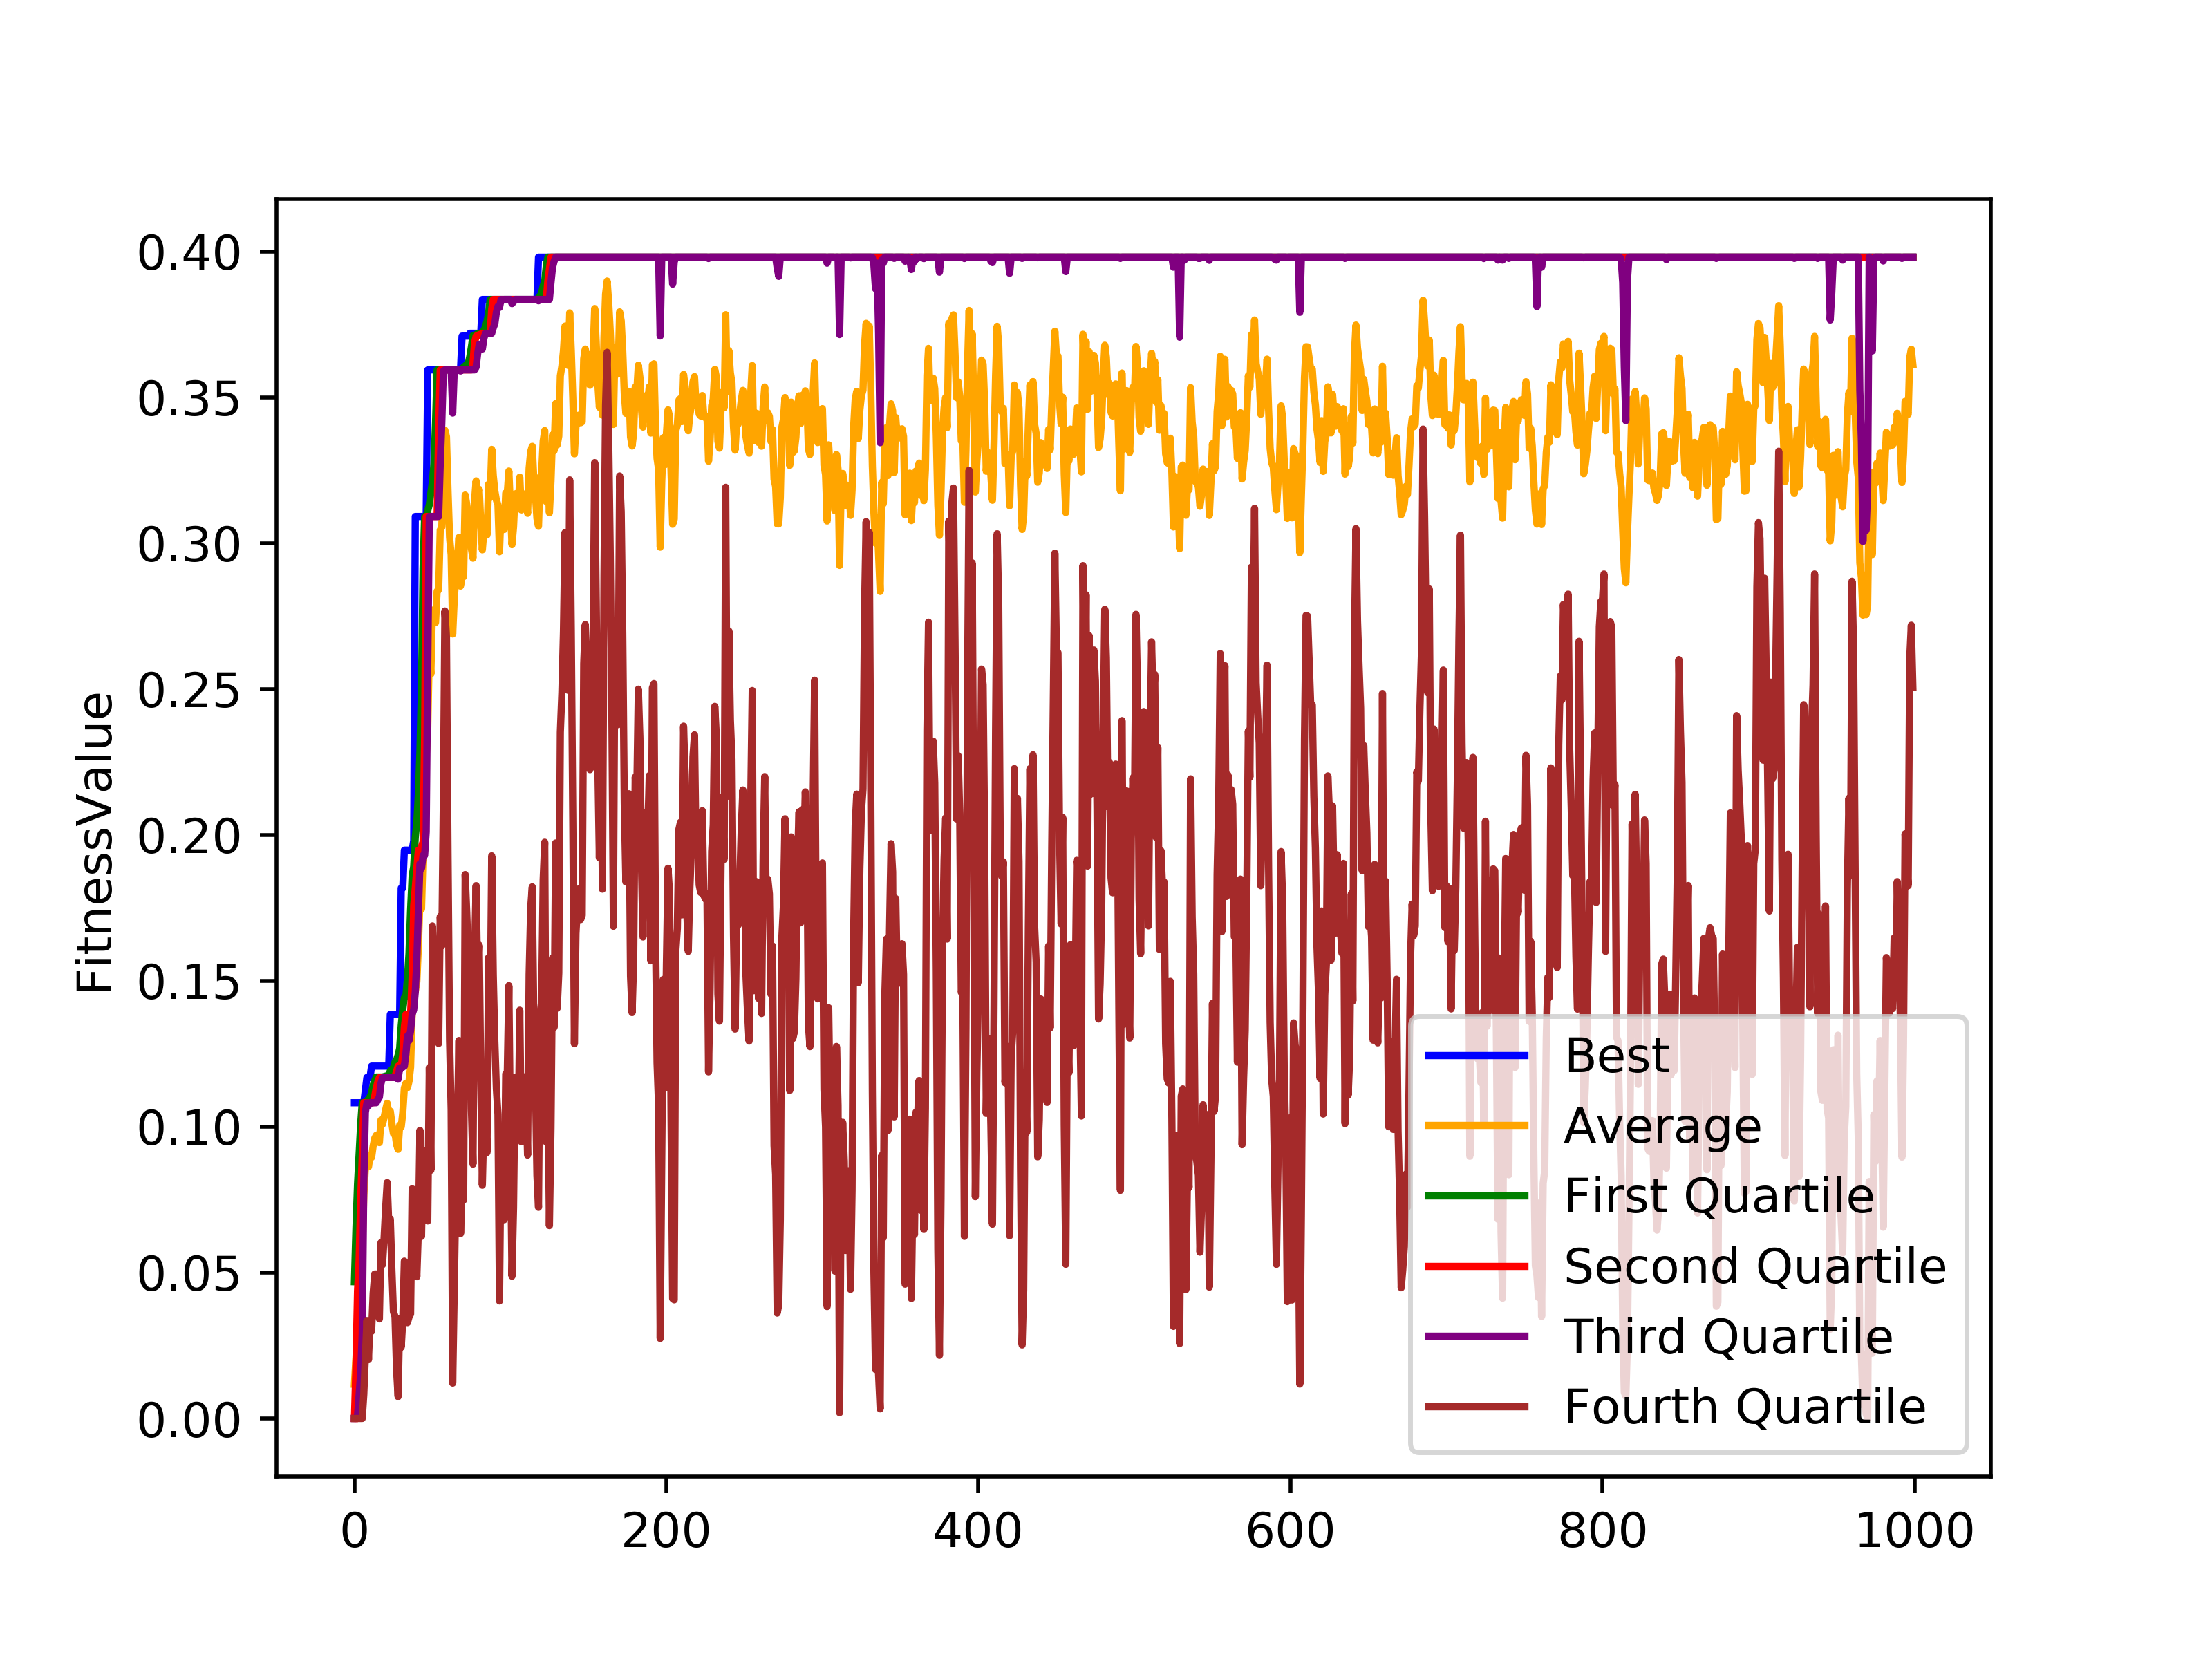 FitnessValue
0.40
0.35
0.30
0.25
0.20
0.15
0.10
0.05
0.00
0 200 400 600 800 1000
Best
Average
First Quartile
Second Quartile
Third Quartile
Fourth Quartile